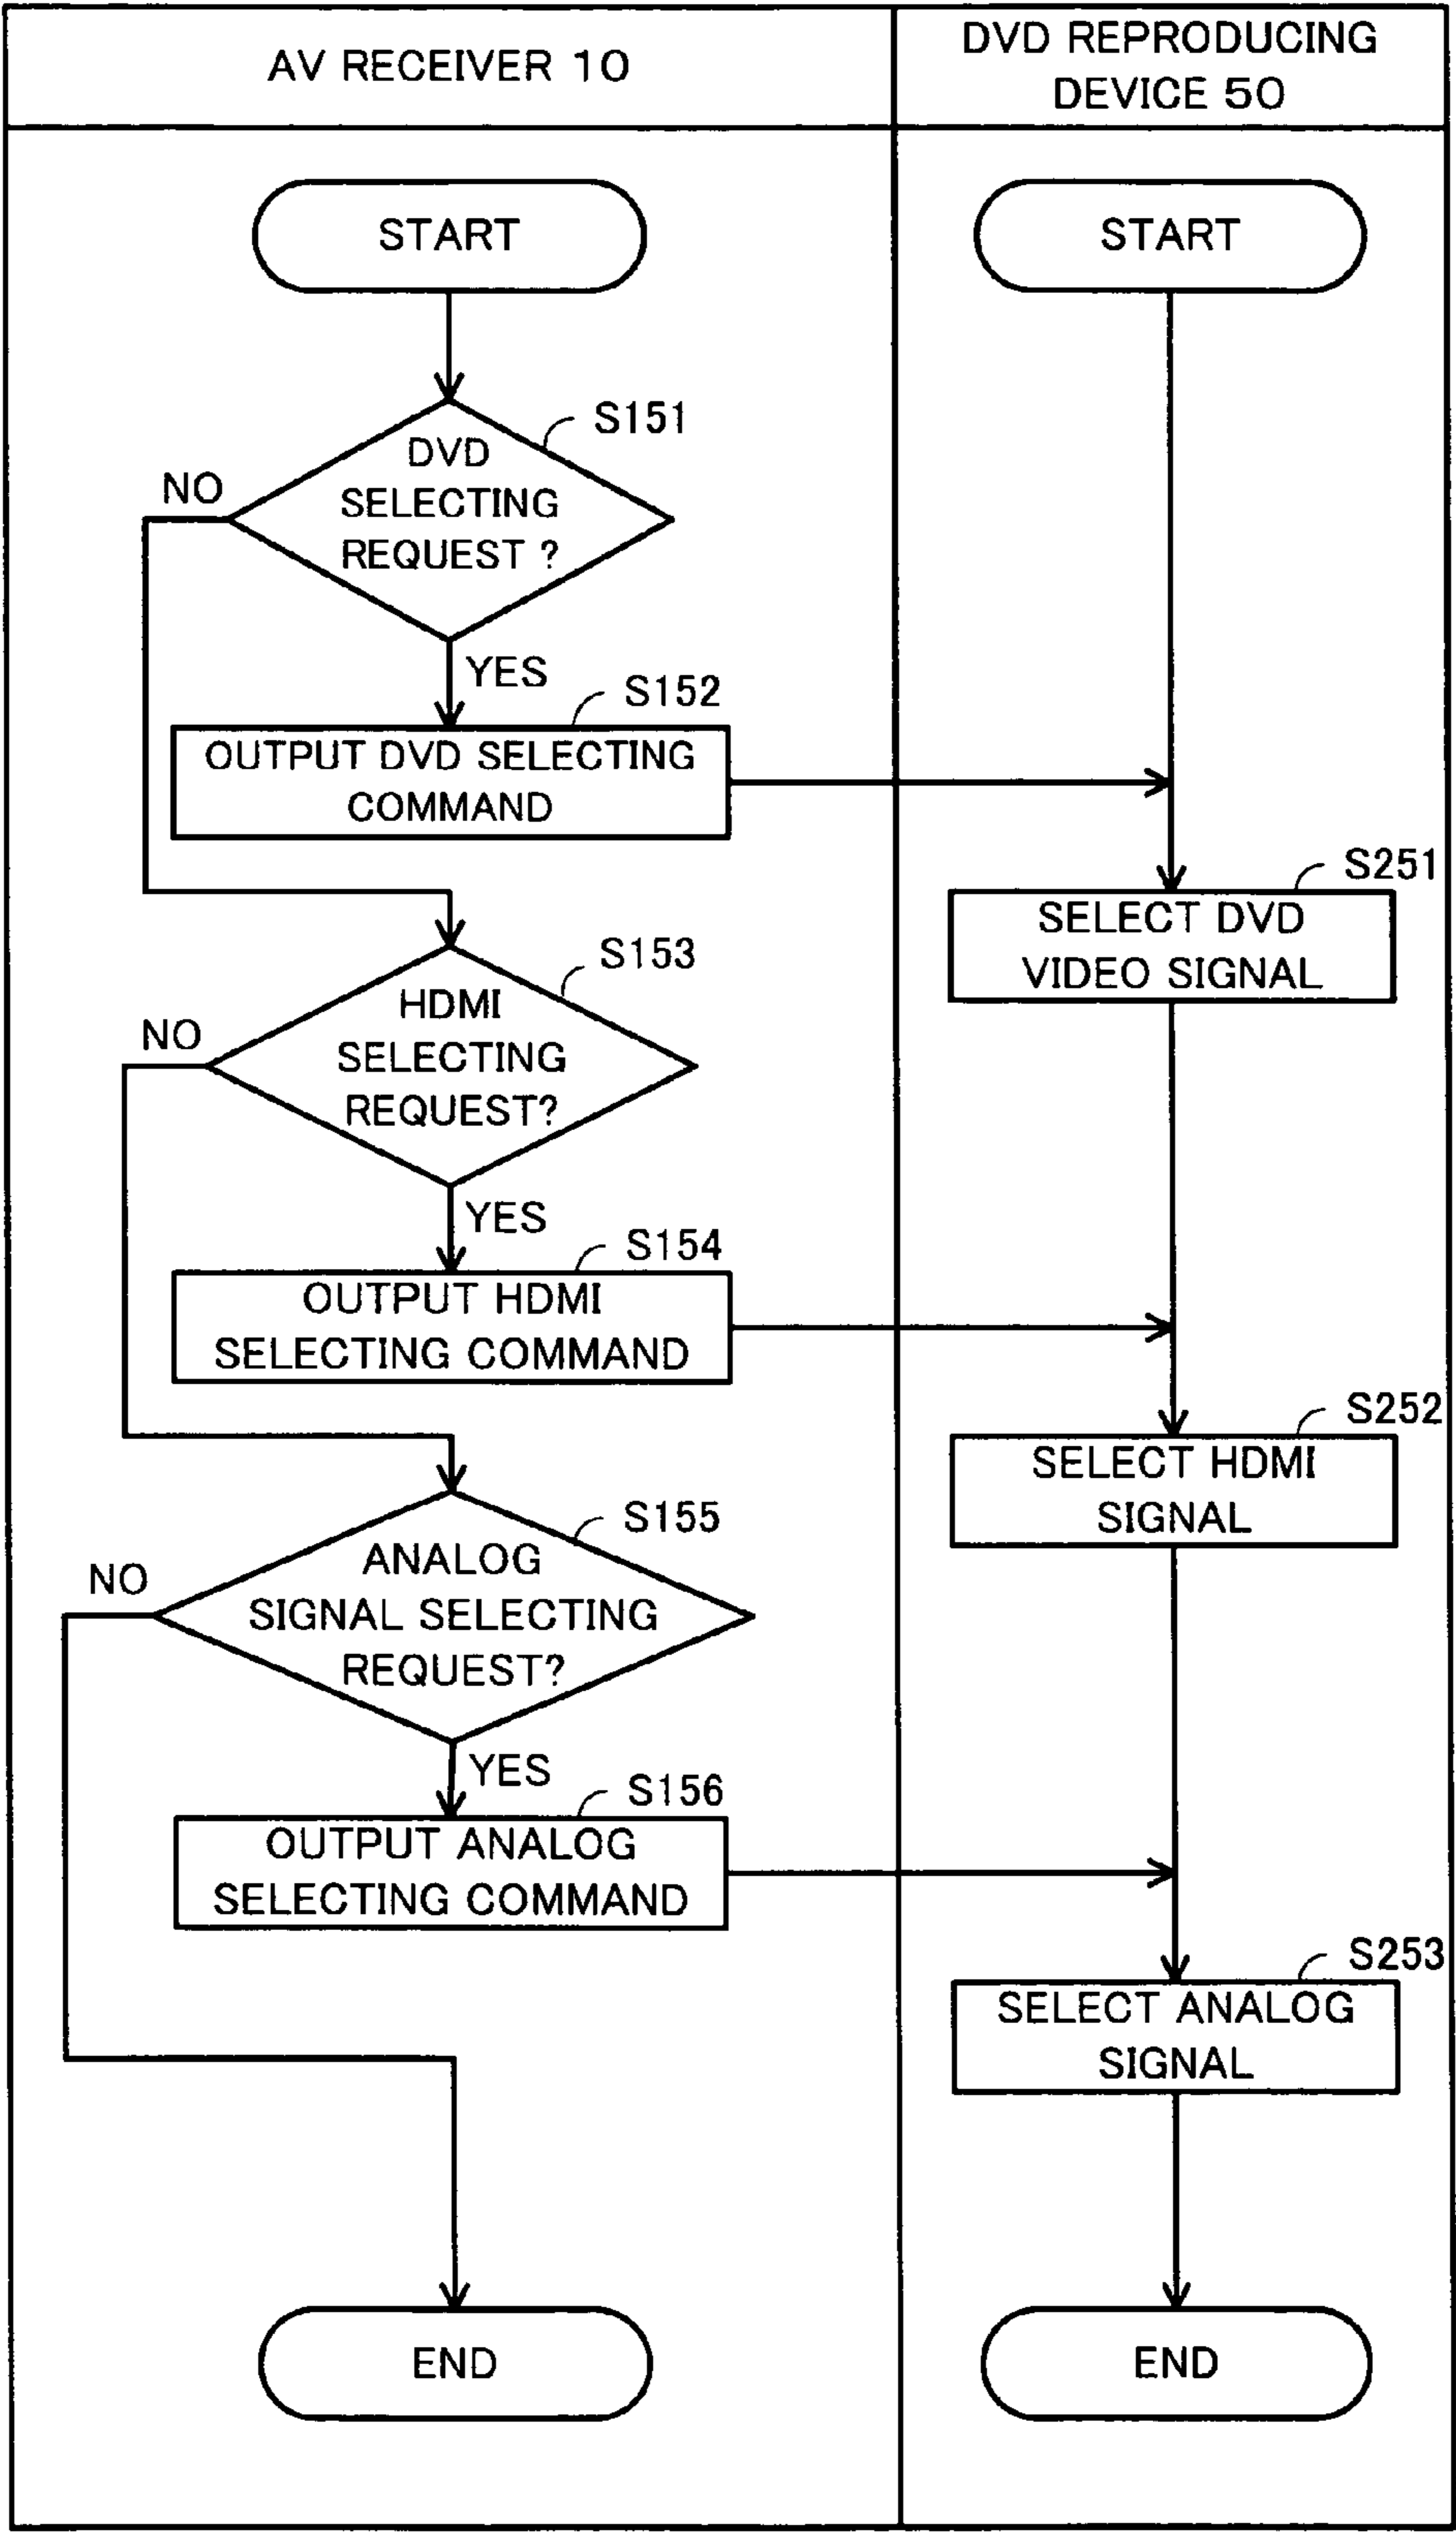 AV RECEIVER 10
DVD REPRODUCING
DEVICE 50
START
START
S151
DVD
SELECTING
REQUEST ?
NO
YES
S152
OUTPUT DVD SELECTING
COMMAND
S251
SELECT DVD
VIDEO SIGNAL
S153
HDMI
SELECTING
REQUEST?
NO
YES
S154
OUTPUT HDMI
SELECTING COMMAND
S252
SELECT HDMI
SIGNAL
S155
ANALOG
SIGNAL SELECTING
REQUEST?
NO
YES
S156
OUTPUT ANALOG
SELECTING COMMAND
S253
SELECT ANALOG
SIGNAL
END
END